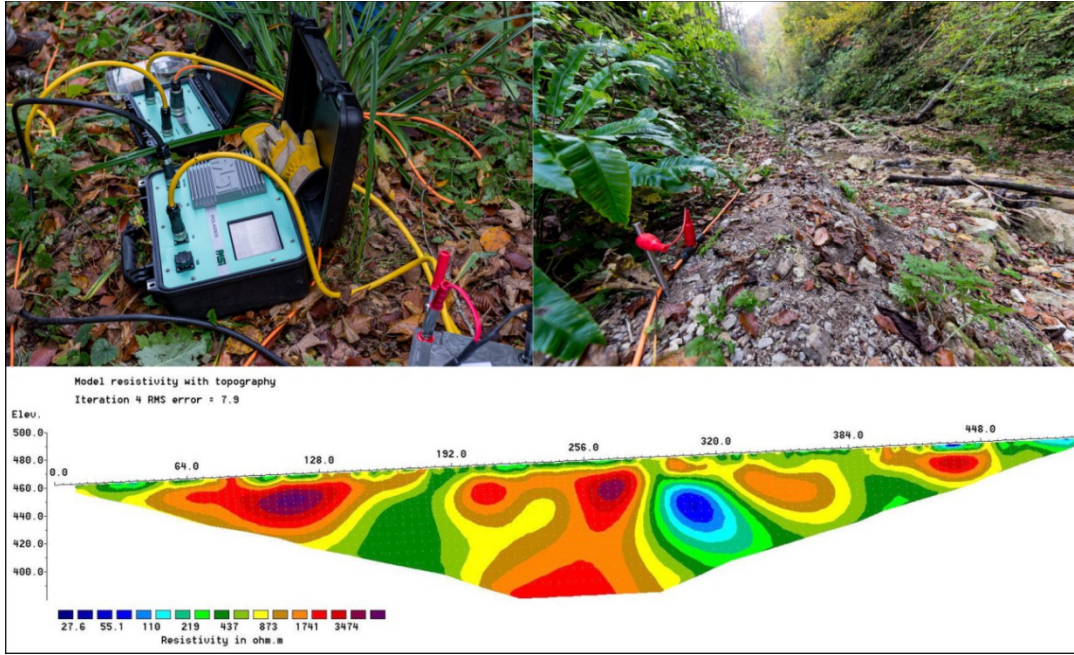 Model resistivity with topography
Iteration 4 RMS error = 7.9
Elev.
500.0
480.0
460.0
440.0
420.0
400.0
0.0 64.0 128.0 192.0 256.0 320.0 384.0 448.0
27.6 55.1 110 219 437 873 1741 3474
Resistivity in ohm.m